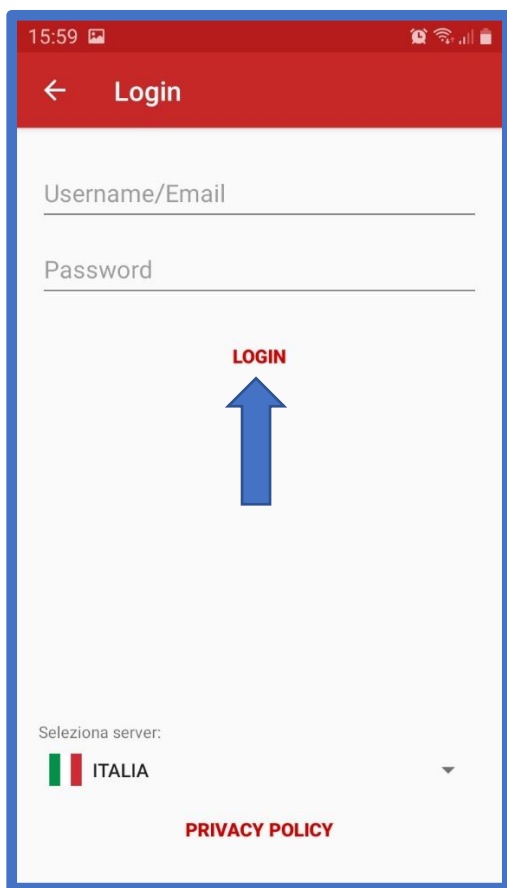 15:59
Login
Username/Email
Password
LOGIN
Seleziona server:
ITALIA
PRIVACY POLICY